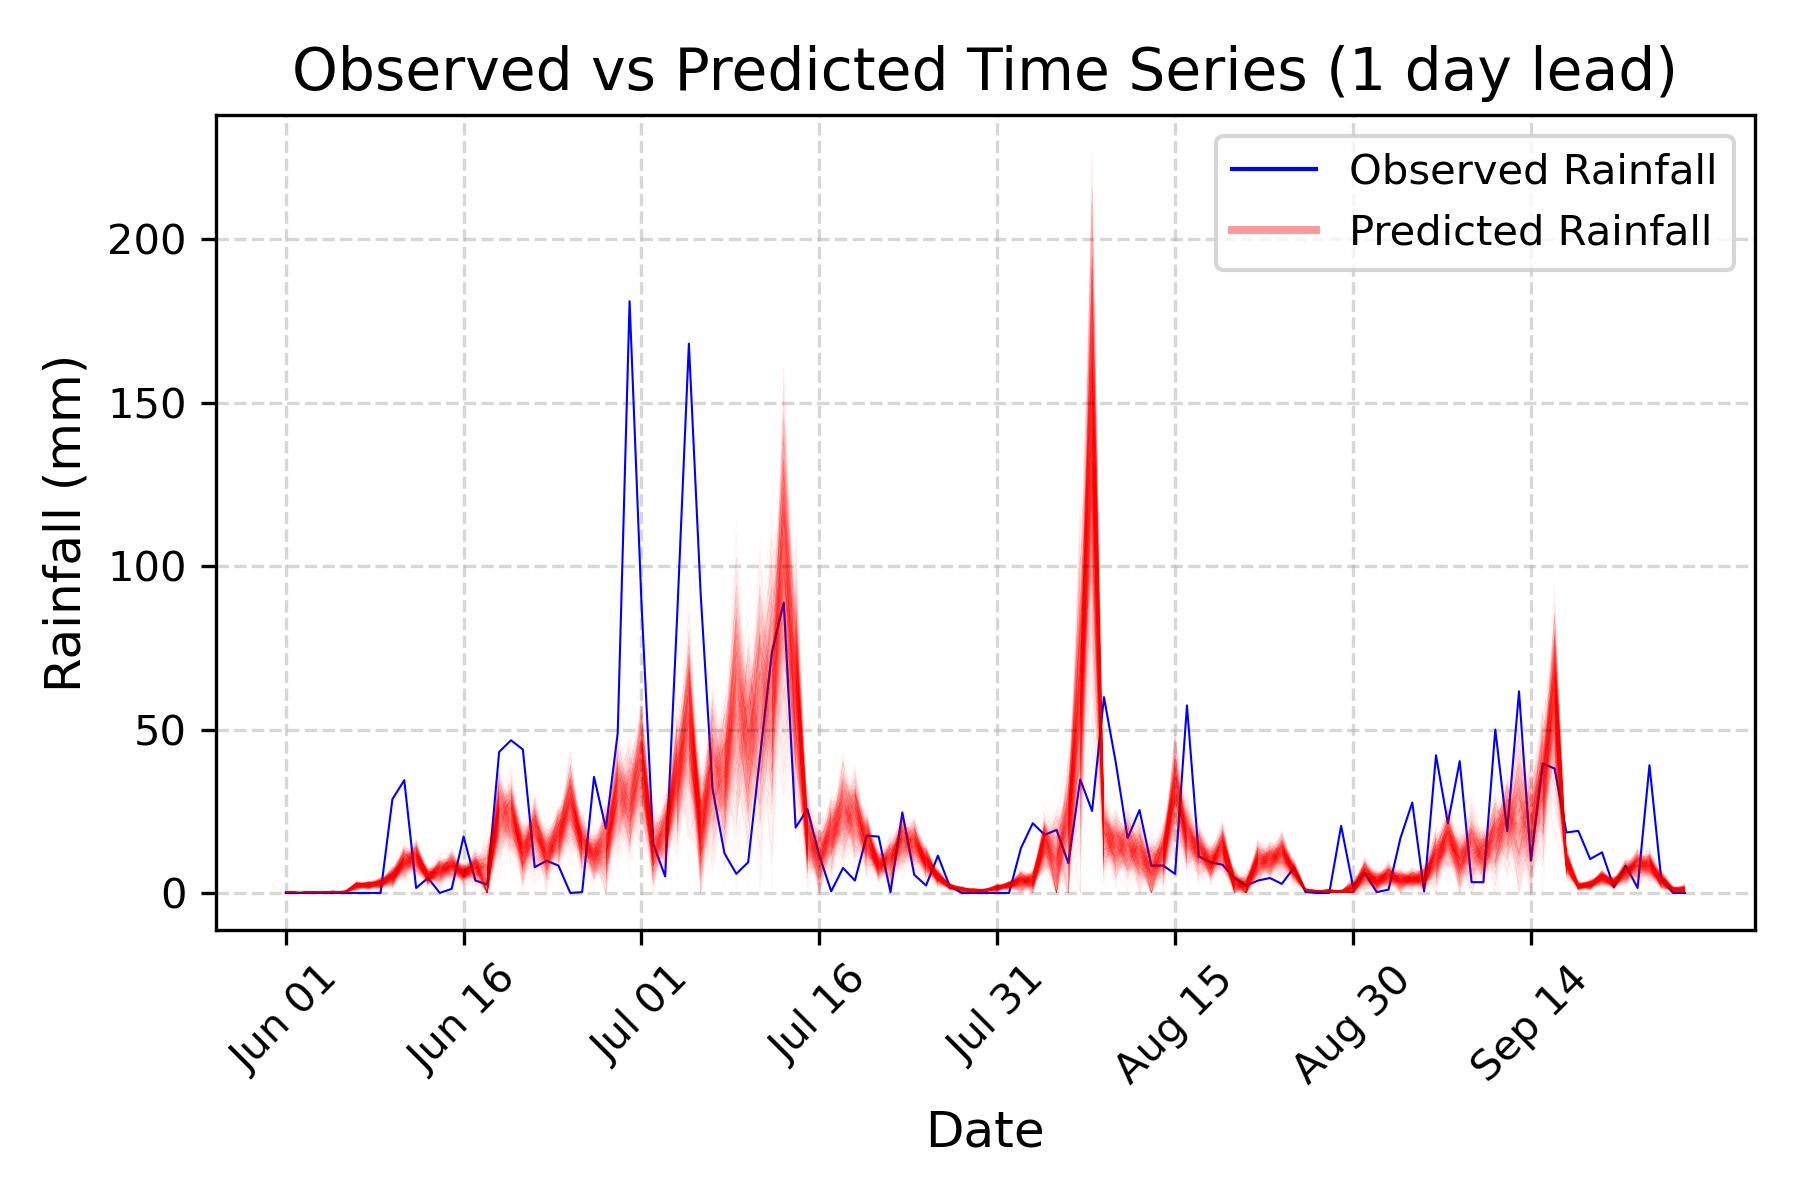 Observed vs Predicted Time Series (1 day lead)
Observed Rainfall
Predicted Rainfall
Rainfall (mm)
200
150
100
50
0
Jun 01
Jun 16
Jul 01
Jul 16
Jul 31
Aug 15
Aug 30
Sep 14
Date